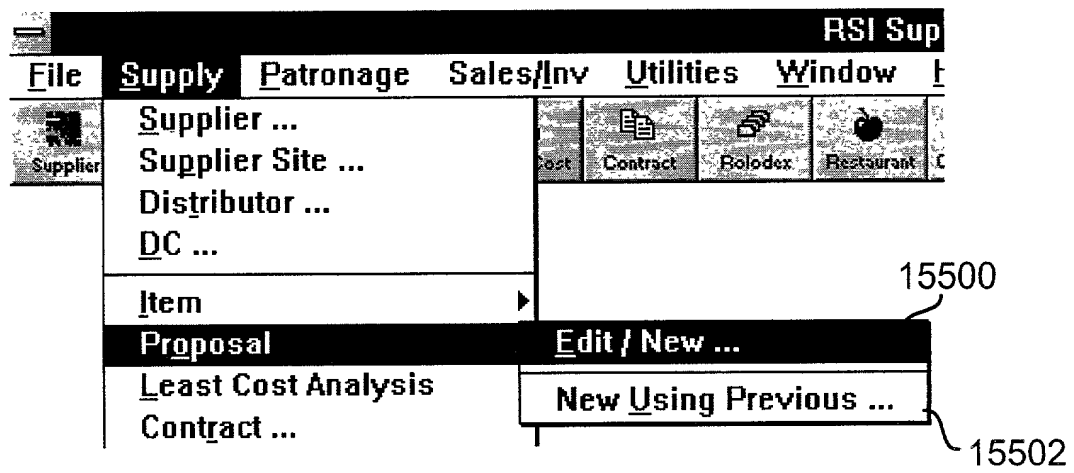 RSI Sup
File Supply Patronage Sales/Inv Utilities Window H
Supplier Cost Contract Rolodex Restaurant
Supplier ...
Supplier Site ...
Distributor ...
DC ...
Item
Proposal
Least Cost Analysis
Contract ...
15500
Edit / New ...
New Using Previous ...
15502